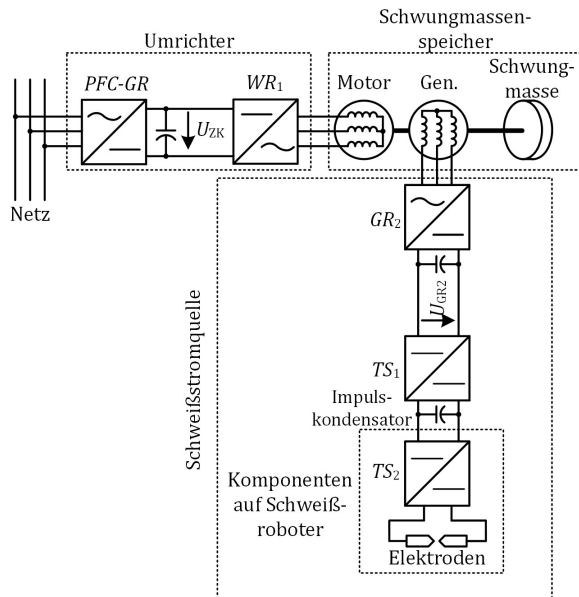 Schwungmassen-
speicher
Umrichter
Schwung-
masse
PFC-GR
WR1
Motor
Gen.
UZK
Netz
GR2
UGR2
Schweißstromquelle
TS1
Impuls-
kondensator
TS2
Komponenten
auf Schweiß-
roboter
Elektroden